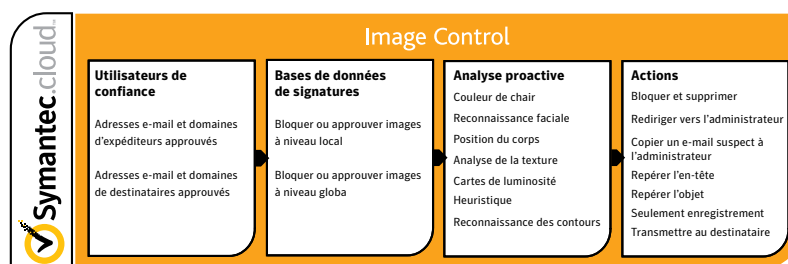 Symantec.cloud™
Image Control
Utilisateurs de
confiance
Adresses e-mail et domaines
d'expéditeurs approuvés
Adresses e-mail et domaines
de destinataires approuvés
Bases de données
de signatures
Bloquer ou approuver images
à niveau local
Bloquer ou approuver images
à niveau globa
Analyse proactive
Couleur de chair
Reconnaissance faciale
Position du corps
Analyse de la texture
Cartes de luminosité
Heuristique
Reconnaissance des contours
Actions
Bloquer et supprimer
Rediriger vers l'administrateur
Copier un e-mail suspect à
l'administrateur
Repérer l'en-tête
Repérer l'objet
Seulement enregistrement
Transmettre au destinataire